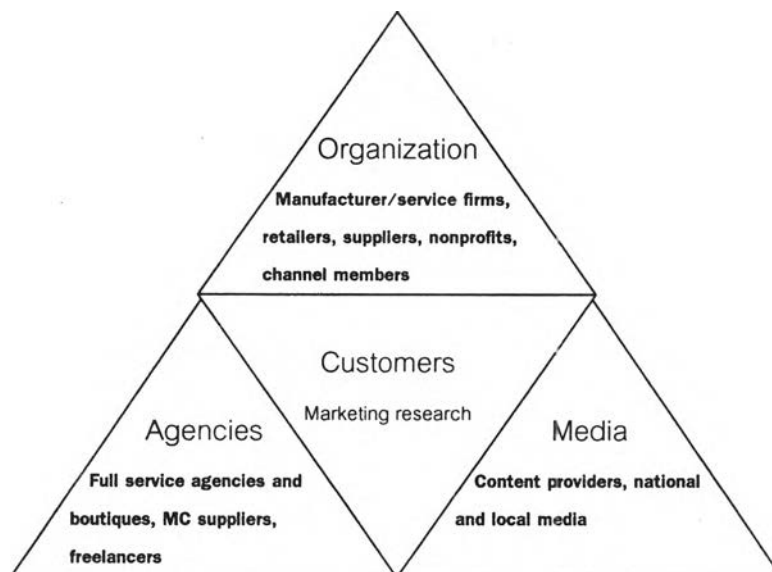 Organization
Manufacturer/service firms,
retailers, suppliers, nonprofits,
channel members
Customers
Marketing research
Agencies
Full service agencies and
boutiques, MC suppliers,
freelancers
Media
Content providers, national
and local media